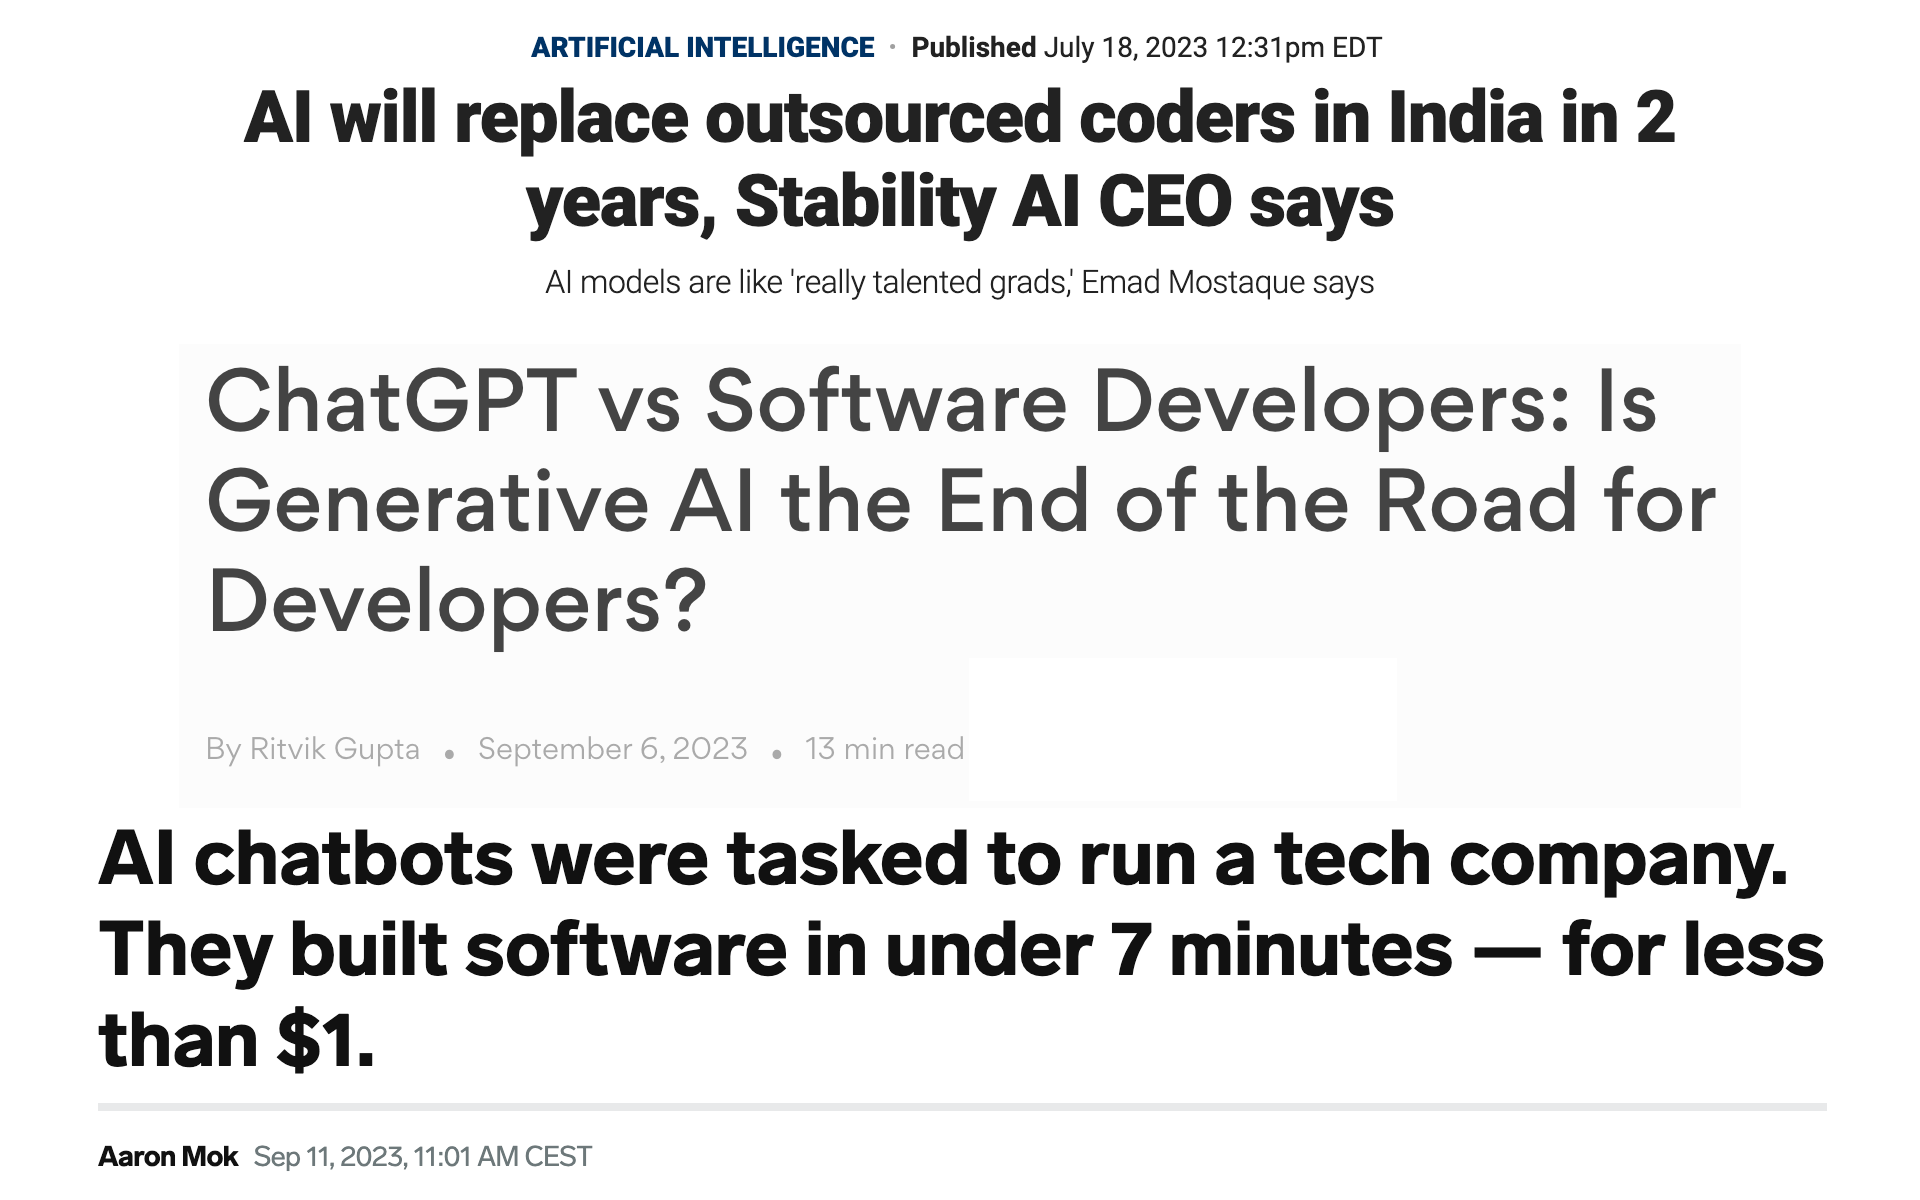 ARTIFICIAL INTELLIGENCE · Published July 18, 2023 12:31pm EDT
AI will replace outsourced coders in India in 2
years, Stability AI CEO says
AI models are like 'really talented grads,' Emad Mostaque says
ChatGPT vs Software Developers: Is
Generative AI the End of the Road for
Developers?
By Ritvik Gupta • September 6, 2023 • 13 min read
AI chatbots were tasked to run a tech company.
They built software in under 7 minutes — for less
than $1.
Aaron Mok Sep 11, 2023, 11:01 AM CEST